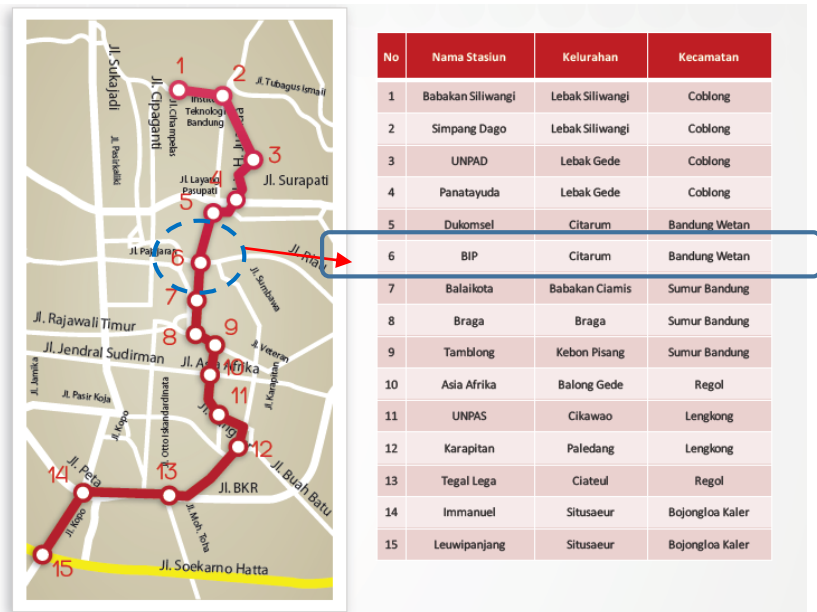 1
2
Jl. Sukajadi
Jl. Cipaganti
Jl. Cihampelas
Jl. Tubagus Ismail
Teknologi
Bandung
Jl. Pasirkaliki
3
Jl. Layang
Pasupati
4
Jl. Surapati
5
6
Jl. Riau
Jl. Sumbawa
7
Jl. Rajawali Timur
8
9
Jl. Jendral Sudirman
Jl. Asia Afrika
Jl. Veteran
10
Jl. Jamika
Jl. Pasir Koja
Jl. Kopo
Jl. Otto Iskandardinata
Jl. Karapitan
11
12
Jl. Peta
14
13
Jl. BKR
Jl. Buah Batu
Jl. Kopo
Jl. Moh. Toha
15
Jl. Soekarno Hatta
No Nama Stasiun Kelurahan Kecamatan
1 Babakan Siliwangi Lebak Siliwangi Coblong
2 Simpang Dago Lebak Siliwangi Coblong
3 UNPAD Lebak Gede Coblong
4 Panatayuda Lebak Gede Coblong
5 Dukomsel Citarum Bandung Wetan
6 BIP Citarum Bandung Wetan
7 Balaikota Babakan Ciamis Sumur Bandung
8 Braga Braga Sumur Bandung
9 Tamblong Kebon Pisang Sumur Bandung
10 Asia Afrika Balong Gede Regol
11 UNPAS Cikawao Lengkong
12 Karapitan Paledang Lengkong
13 Tegal Lega Ciateul Regol
14 Immanuel Situsaeur Bojongloa Kaler
15 Leuwipanjang Situsaeur Bojongloa Kaler